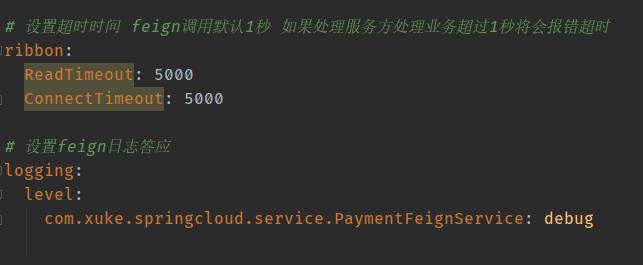 # 设置超时时间 feign调用默认1秒 如果处理服务方处理业务超过1秒将会报错超时
ribbon:
  ReadTimeout: 5000
  ConnectTimeout: 5000
# 设置feign日志答应
logging:
  level:
    com.xuke.springcloud.service.PaymentFeignService: debug